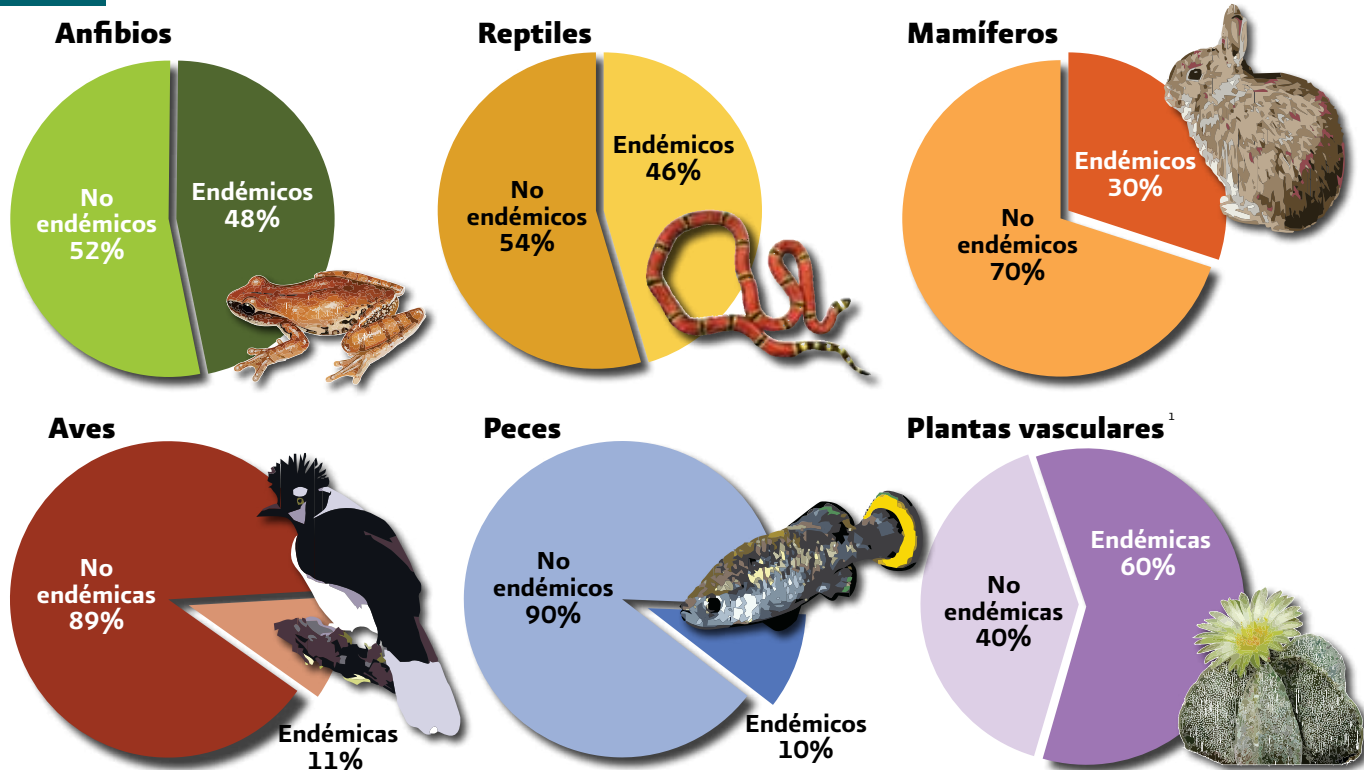 Anfibios
No
endémicos
52%
Endémicos
48%
Reptiles
No
endémicos
54%
Endémicos
46%
Mamíferos
No
endémicos
70%
Endémicos
30%
Aves
No
endémicas
89%
Endémicas
11%
Peces
No
endémicos
90%
Endémicos
10%
Plantas vasculares 1
No
endémicas
40%
Endémicas
60%